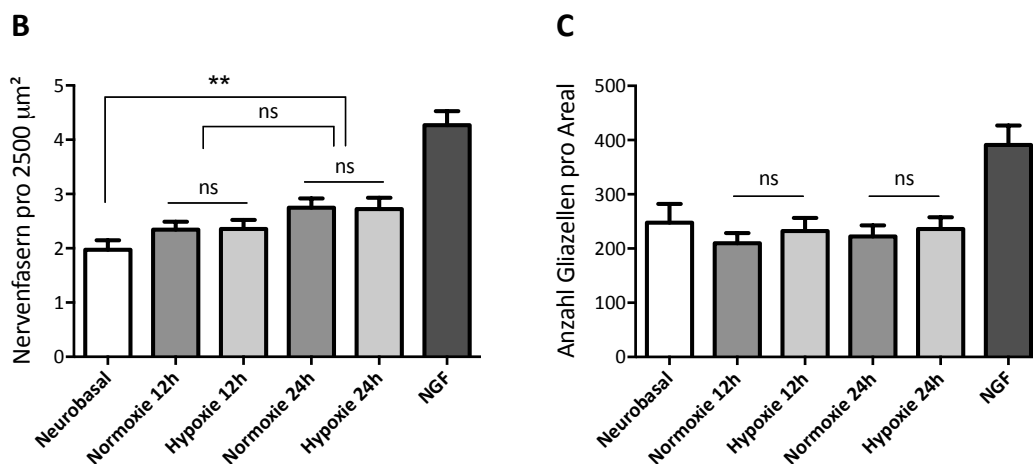 B
Nervenfasern pro 2500 µm²
5
4
3
2
1
0
**
ns
ns
ns
Neurobasal
Normoxie 12h
Hypoxie 12h
Normoxie 24h
Hypoxie 24h
NGF
C
Anzahl Gliazellen pro Areal
500
400
300
200
100
0
ns
ns
Neurobasal
Normoxie 12h
Hypoxie 12h
Normoxie 24h
Hypoxie 24h
NGF